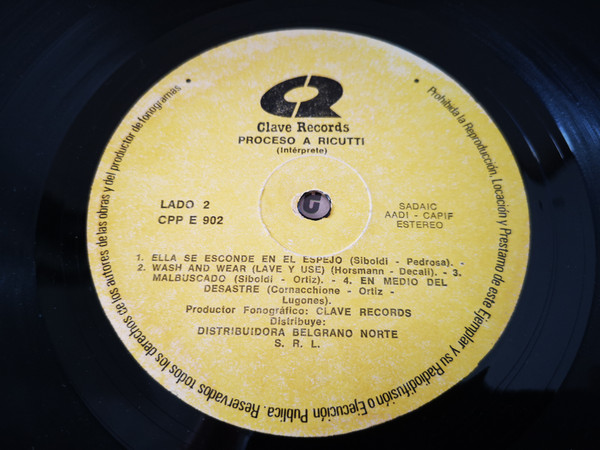 Clave Records
PROCESO A RICUTTI
(Intérprete)
LADO 2
CPP E 902
SADAIC
AADI - CAPIF
ESTEREO
1. ELLA SE ESCONDE EN EL ESPEJO (Siboldi - Pedrosa). -
2. WASH AND WEAR (LAVE Y USE) (Horsmann - Decali). - 3.
MALBUSCADO (Siboldi - Ortiz). - 4. EN MEDIO DEL
DESASTRE (Cornacchione - Ortiz -
Lugones).
Productor Fonográfico: CLAVE RECORDS
Distribuye:
DISTRIBUIDORA BELGRANO NORTE
S. R. L.
Prohibida la Reproducción, Locación y Prestamo de este Ejemplar y su Radiodifusión o Ejecución Publica. Reservados todos los derechos de los autores de las obras y del productor de fonogramas.